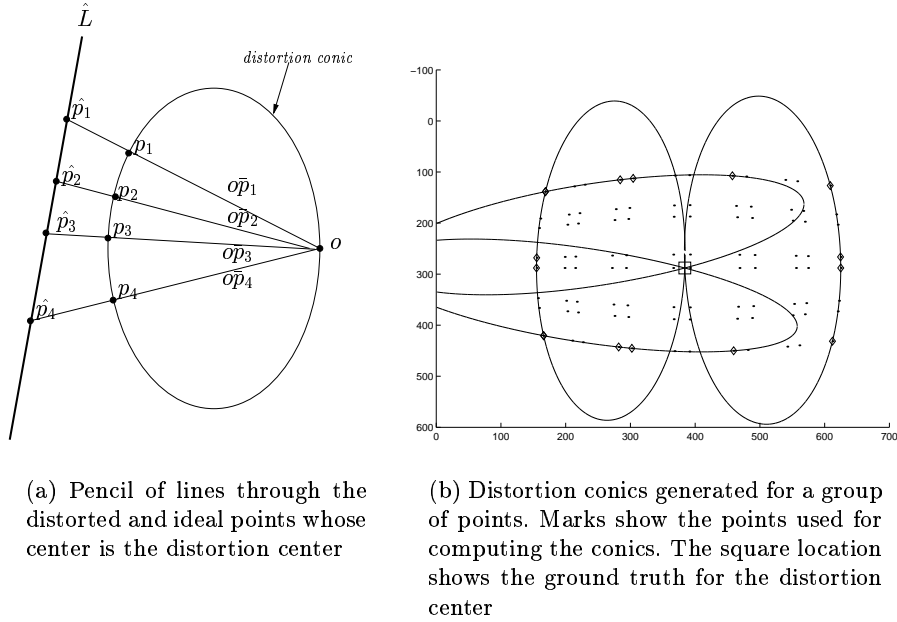 L̂
distortion conic
p̂₁
p₁
p̂₂
p₂
op̄₁
p̂₃
p₃
op̄₂
o
op̄₃
p̂₄
p₄
op̄₄
−100
0
100
200
300
400
500
600
0 100 200 300 400 500 600 700
(a) Pencil of lines through the
distorted and ideal points whose
center is the distortion center
(b) Distortion conics generated for a group
of points. Marks show the points used for
computing the conics. The square location
shows the ground truth for the distortion
center